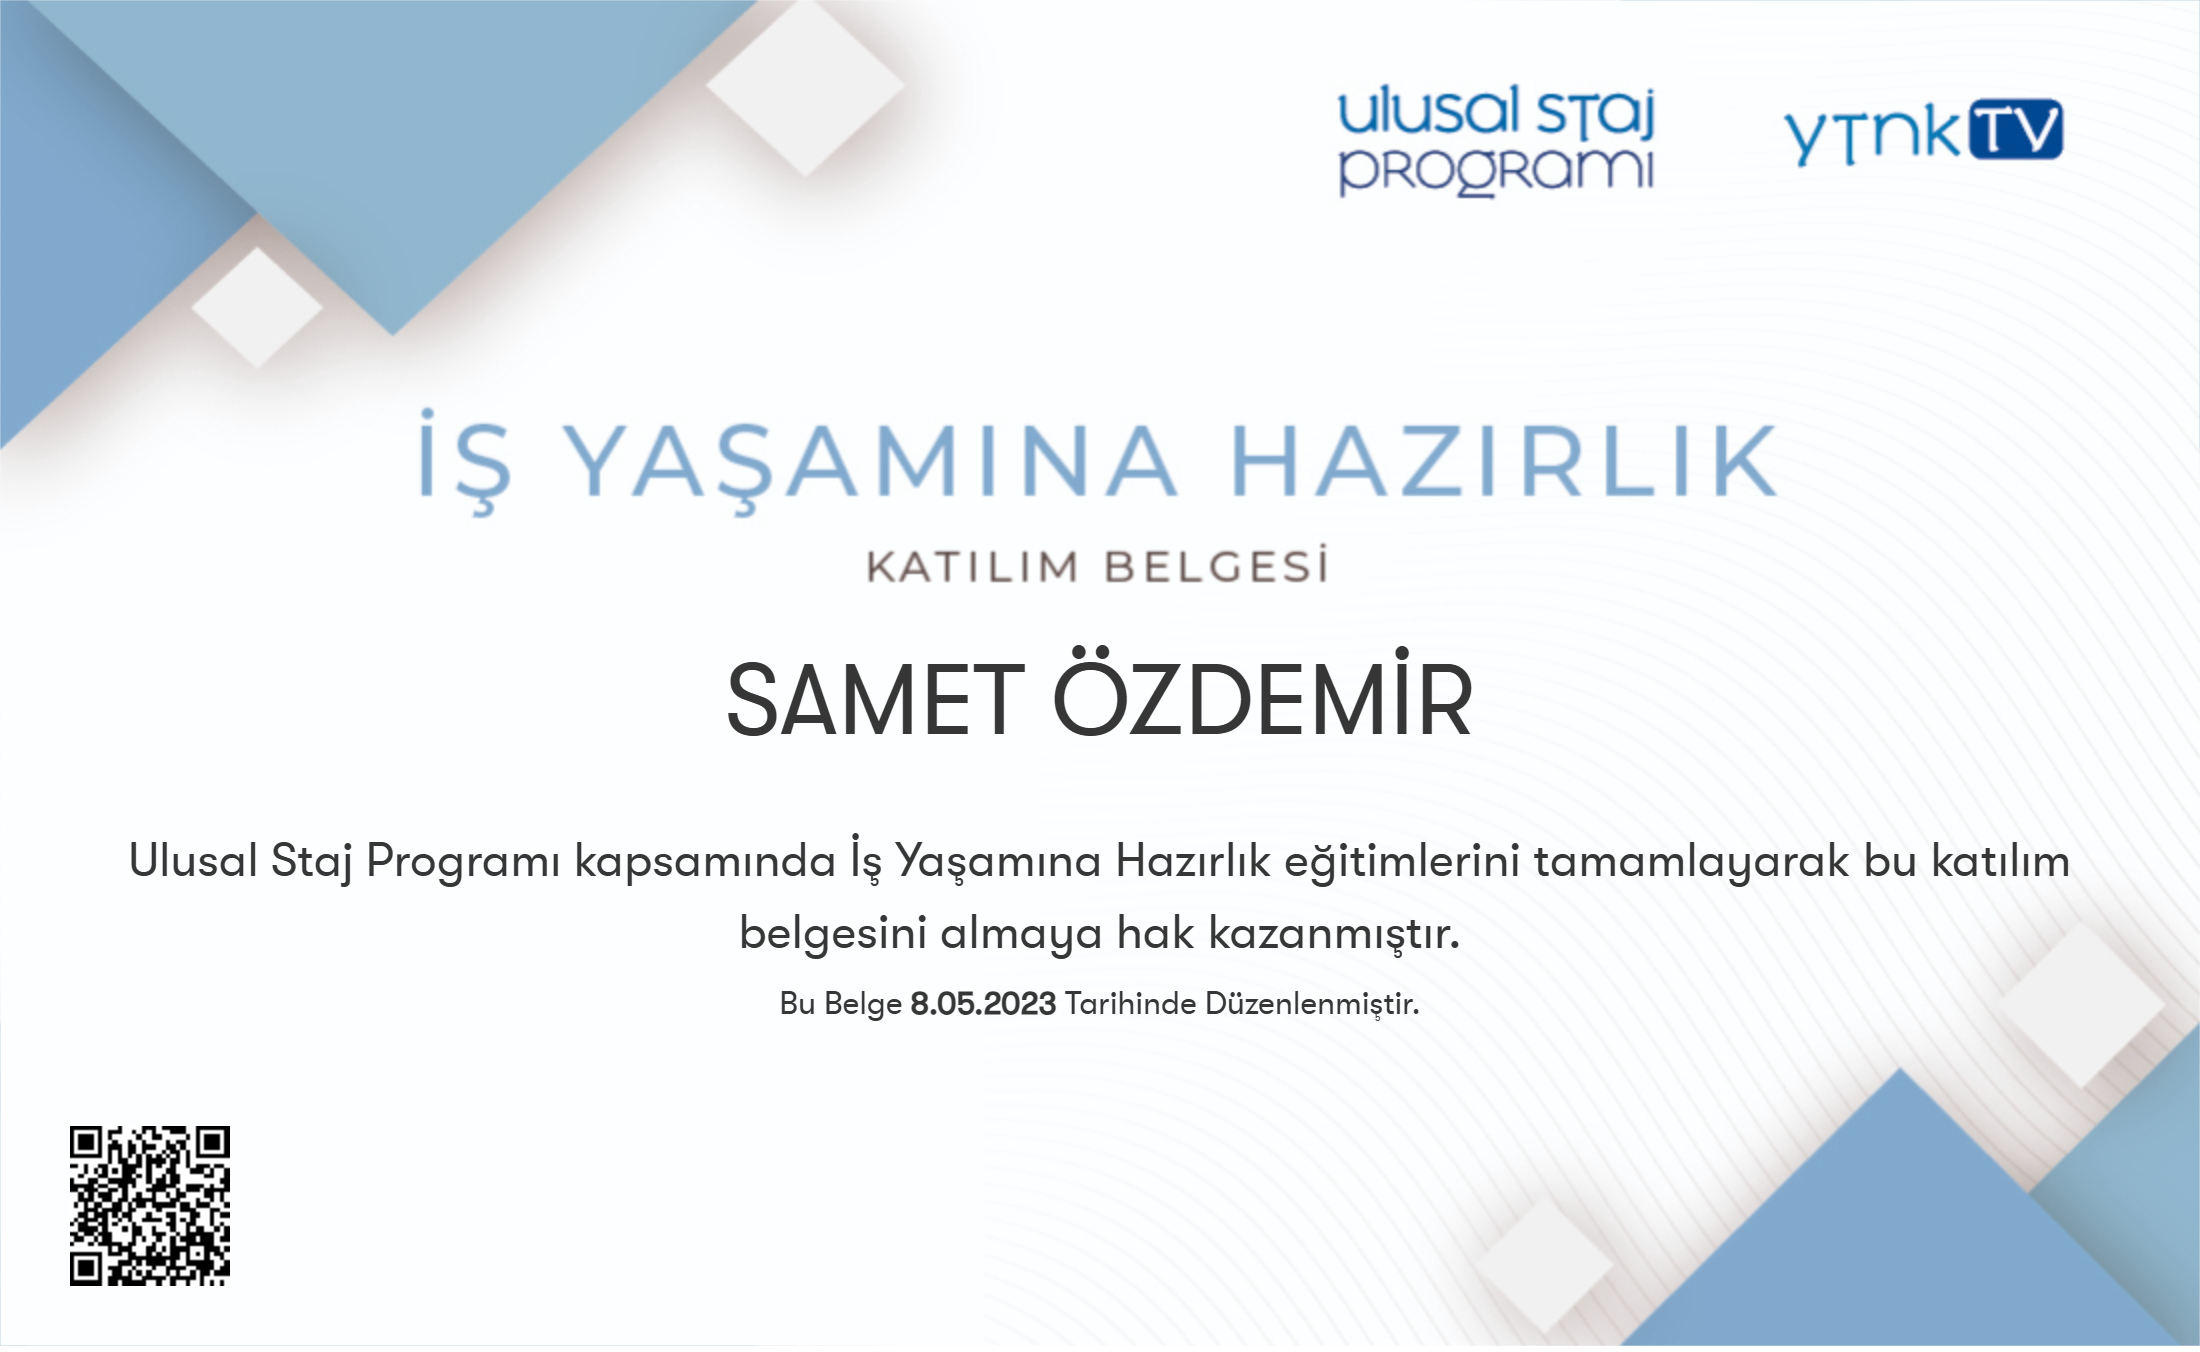 ulusal staj
programı
ytnk TV
İŞ YAŞAMINA HAZIRLIK
KATILIM BELGESİ
SAMET ÖZDEMİR
Ulusal Staj Programı kapsamında İş Yaşamına Hazırlık eğitimlerini tamamlayarak bu katılım
belgesini almaya hak kazanmıştır.
Bu Belge 8.05.2023 Tarihinde Düzenlenmiştir.